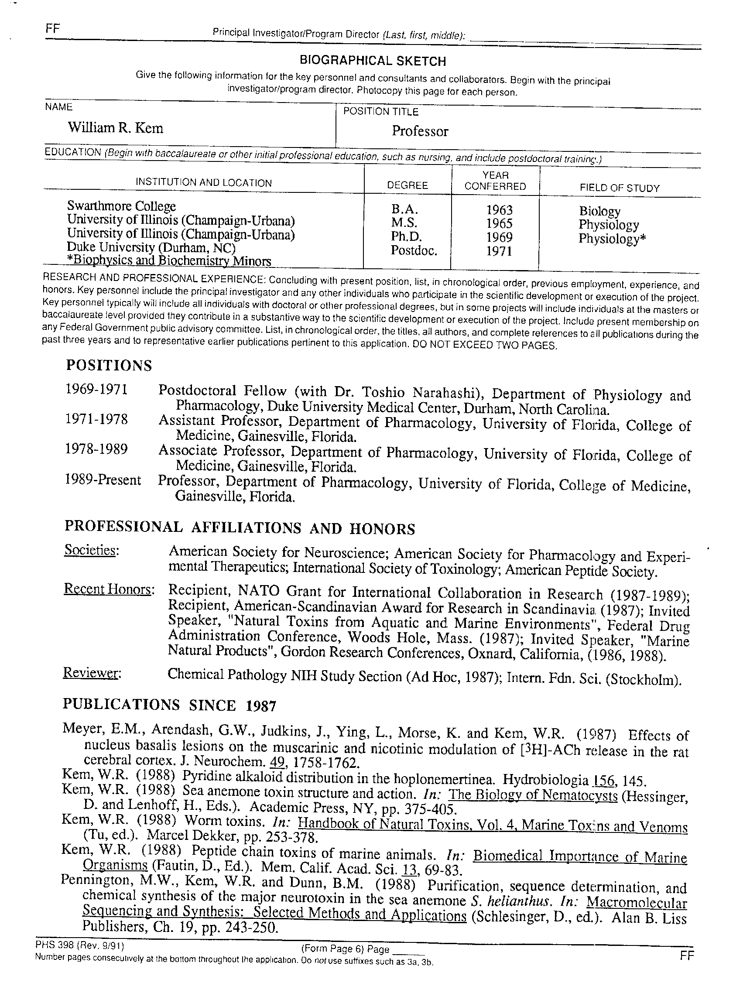 FF
Principal Investigator/Program Director (Last, first, middle):
BIOGRAPHICAL SKETCH
Give the following information for the key personnel and consultants and collaborators. Begin with the principal
investigator/program director. Photocopy this page for each person.
NAME
POSITION TITLE
William R. Kem
Professor
EDUCATION (Begin with baccalaureate or other initial professional education, such as nursing, and include postdoctoral training.)
INSTITUTION AND LOCATION DEGREE YEAR CONFERRED FIELD OF STUDY
Swarthmore College B.A. 1963 Biology
University of Illinois (Champaign-Urbana) M.S. 1965 Physiology
University of Illinois (Champaign-Urbana) Ph.D. 1969 Physiology*
Duke University (Durham, NC) Postdoc. 1971
*Biophysics and Biochemistry Minors
RESEARCH AND PROFESSIONAL EXPERIENCE: Concluding with present position, list, in chronological order, previous employment, experience, and
honors. Key personnel include the principal investigator and any other individuals who participate in the scientific development or execution of the project.
Key personnel typically will include all individuals with doctoral or other professional degrees, but in some projects will include individuals at the masters or
baccalaureate level provided they contribute in a substantive way to the scientific development or execution of the project. Include present membership on
any Federal Government public advisory committee. List, in chronological order, the titles, all authors, and complete references to all publications during the
past three years and to representative earlier publications pertinent to this application. DO NOT EXCEED TWO PAGES.
POSITIONS
1969-1971 Postdoctoral Fellow (with Dr. Toshio Narahashi), Department of Physiology and
Pharmacology, Duke University Medical Center, Durham, North Carolina.
1971-1978 Assistant Professor, Department of Pharmacology, University of Florida, College of
Medicine, Gainesville, Florida.
1978-1989 Associate Professor, Department of Pharmacology, University of Florida, College of
Medicine, Gainesville, Florida.
1989-Present Professor, Department of Pharmacology, University of Florida, College of Medicine,
Gainesville, Florida.
PROFESSIONAL AFFILIATIONS AND HONORS
Societies: American Society for Neuroscience; American Society for Pharmacology and Experi-
mental Therapeutics; International Society of Toxinology; American Peptide Society.
Recent Honors: Recipient, NATO Grant for International Collaboration in Research (1987-1989);
Recipient, American-Scandinavian Award for Research in Scandinavia (1987); Invited
Speaker, "Natural Toxins from Aquatic and Marine Environments", Federal Drug
Administration Conference, Woods Hole, Mass. (1987); Invited Speaker, "Marine
Natural Products", Gordon Research Conferences, Oxnard, California, (1986, 1988).
Reviewer: Chemical Pathology NIH Study Section (Ad Hoc, 1987); Intern. Fdn. Sci. (Stockholm).
PUBLICATIONS SINCE 1987
Meyer, E.M., Arendash, G.W., Judkins, J., Ying, L., Morse, K. and Kem, W.R. (1987) Effects of
nucleus basalis lesions on the muscarinic and nicotinic modulation of [³H]-ACh release in the rat
cerebral cortex. J. Neurochem. 49, 1758-1762.
Kem, W.R. (1988) Pyridine alkaloid distribution in the hoplonemertinea. Hydrobiologia 156, 145.
Kem, W.R. (1988) Sea anemone toxin structure and action. In: The Biology of Nematocysts (Hessinger,
D. and Lenhoff, H., Eds.). Academic Press, NY, pp. 375-405.
Kem, W.R. (1988) Worm toxins. In: Handbook of Natural Toxins, Vol. 4, Marine Toxins and Venoms
(Tu, ed.). Marcel Dekker, pp. 253-378.
Kem, W.R. (1988) Peptide chain toxins of marine animals. In: Biomedical Importance of Marine
Organisms (Fautin, D., Ed.). Mem. Calif. Acad. Sci. 13, 69-83.
Pennington, M.W., Kem, W.R. and Dunn, B.M. (1988) Purification, sequence determination, and
chemical synthesis of the major neurotoxin in the sea anemone S. helianthus. In: Macromolecular
Sequencing and Synthesis: Selected Methods and Applications (Schlesinger, D., ed.). Alan B. Liss
Publishers, Ch. 19, pp. 243-250.
PHS 398 (Rev. 9/91) (Form Page 6) Page
Number pages consecutively at the bottom throughout the application. Do not use suffixes such as 3a, 3b.
FF